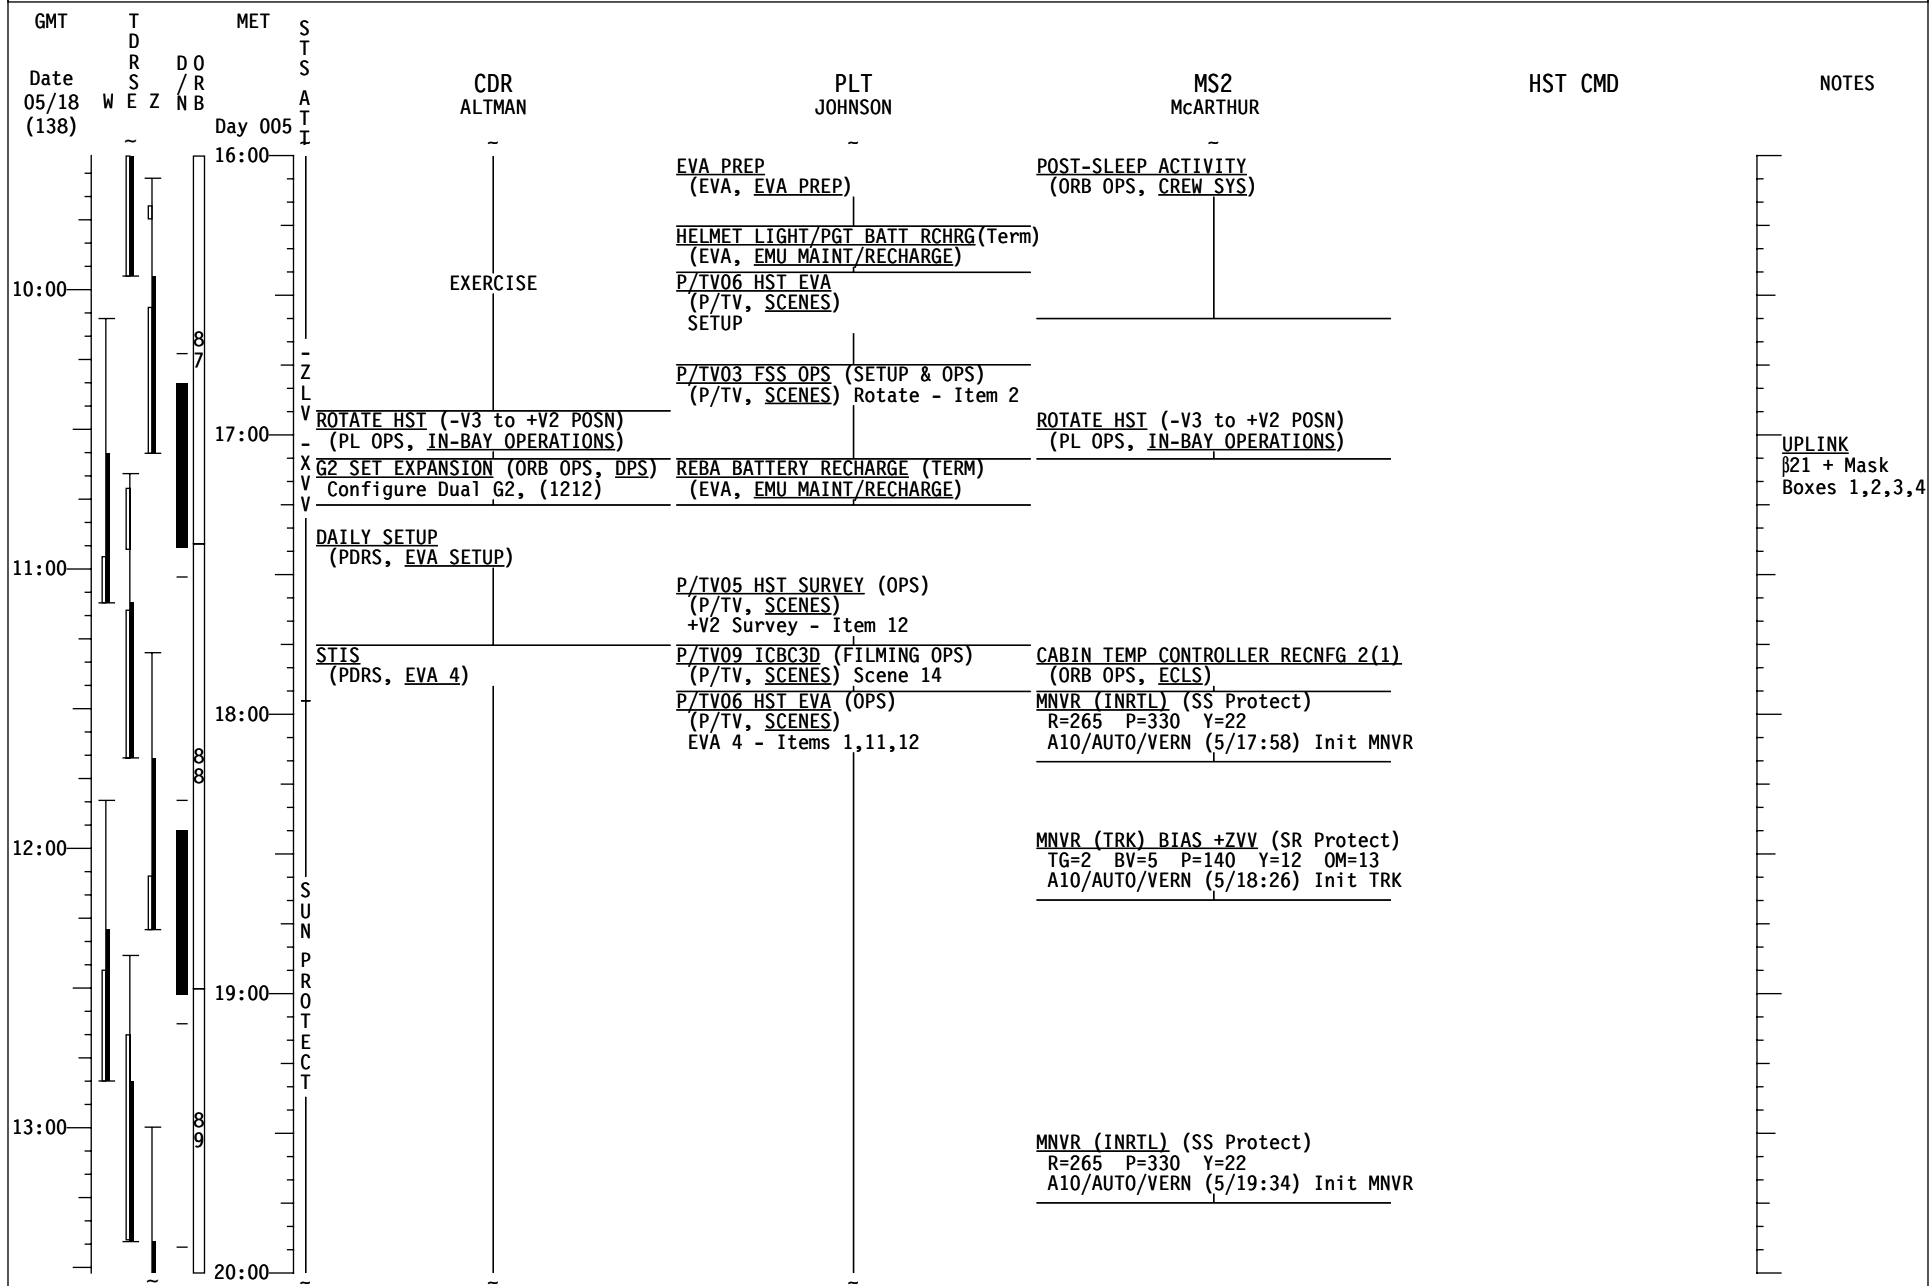 GMT
TDRS
MET
STS ATT
Date
05/18
(138)
W E Z
D/N
ORB
Day 005
CDR
ALTMAN
PLT
JOHNSON
MS2
McARTHUR
HST CMD
NOTES
16:00
EVA PREP
(EVA, EVA PREP)
POST-SLEEP ACTIVITY
(ORB OPS, CREW SYS)
HELMET LIGHT/PGT BATT RCHRG(Term)
(EVA, EMU MAINT/RECHARGE)
10:00
EXERCISE
P/TV06 HST EVA
(P/TV, SCENES)
SETUP
87
-ZLV -XVV
P/TV03 FSS OPS (SETUP & OPS)
(P/TV, SCENES) Rotate - Item 2
17:00
ROTATE HST (-V3 to +V2 POSN)
(PL OPS, IN-BAY OPERATIONS)
ROTATE HST (-V3 to +V2 POSN)
(PL OPS, IN-BAY OPERATIONS)
UPLINK
β21 + Mask
Boxes 1,2,3,4
G2 SET EXPANSION (ORB OPS, DPS)
Configure Dual G2, (1212)
REBA BATTERY RECHARGE (TERM)
(EVA, EMU MAINT/RECHARGE)
11:00
DAILY SETUP
(PDRS, EVA SETUP)
P/TV05 HST SURVEY (OPS)
(P/TV, SCENES)
+V2 Survey - Item 12
STIS
(PDRS, EVA 4)
P/TV09 ICBC3D (FILMING OPS)
(P/TV, SCENES) Scene 14
CABIN TEMP CONTROLLER RECNFG 2(1)
(ORB OPS, ECLS)
18:00
P/TV06 HST EVA (OPS)
(P/TV, SCENES)
EVA 4 - Items 1,11,12
MNVR (INRTL) (SS Protect)
R=265 P=330 Y=22
A10/AUTO/VERN (5/17:58) Init MNVR
88
12:00
MNVR (TRK) BIAS +ZVV (SR Protect)
TG=2 BV=5 P=140 Y=12 OM=13
A10/AUTO/VERN (5/18:26) Init TRK
SUN PROTECT
19:00
13:00
89
MNVR (INRTL) (SS Protect)
R=265 P=330 Y=22
A10/AUTO/VERN (5/19:34) Init MNVR
20:00